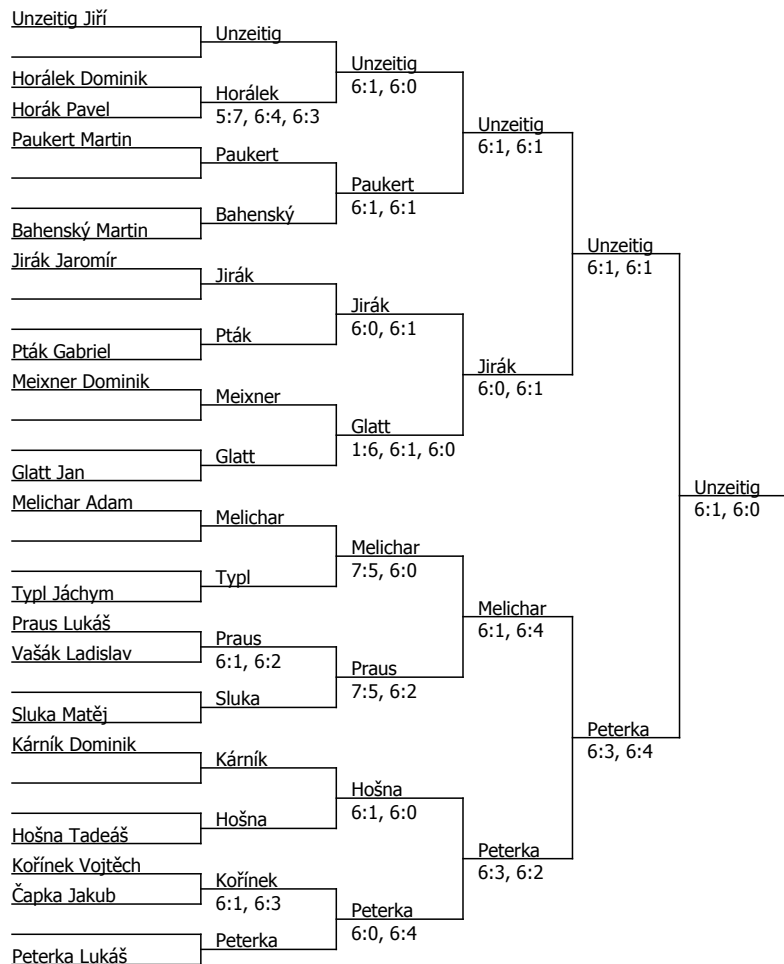 Unzeitig Jiří
Unzeitig
Unzeitig
6:1, 6:0
Horálek Dominik
Horálek
5:7, 6:4, 6:3
Horák Pavel
Unzeitig
6:1, 6:1
Paukert Martin
Paukert
Paukert
6:1, 6:1
Bahenský
Bahenský Martin
Unzeitig
6:1, 6:1
Jirák Jaromír
Jirák
Jirák
6:0, 6:1
Pták
Pták Gabriel
Jirák
6:0, 6:1
Meixner Dominik
Meixner
Glatt
1:6, 6:1, 6:0
Glatt
Glatt Jan
Unzeitig
6:1, 6:0
Melichar Adam
Melichar
Melichar
7:5, 6:0
Typl
Typl Jáchym
Melichar
6:1, 6:4
Praus Lukáš
Praus
6:1, 6:2
Vašák Ladislav
Praus
7:5, 6:2
Sluka
Sluka Matěj
Peterka
6:3, 6:4
Kárník Dominik
Kárník
Hošna
6:1, 6:0
Hošna
Hošna Tadeáš
Peterka
6:3, 6:2
Kořínek Vojtěch
Kořínek
6:1, 6:3
Čapka Jakub
Peterka
6:0, 6:4
Peterka
Peterka Lukáš